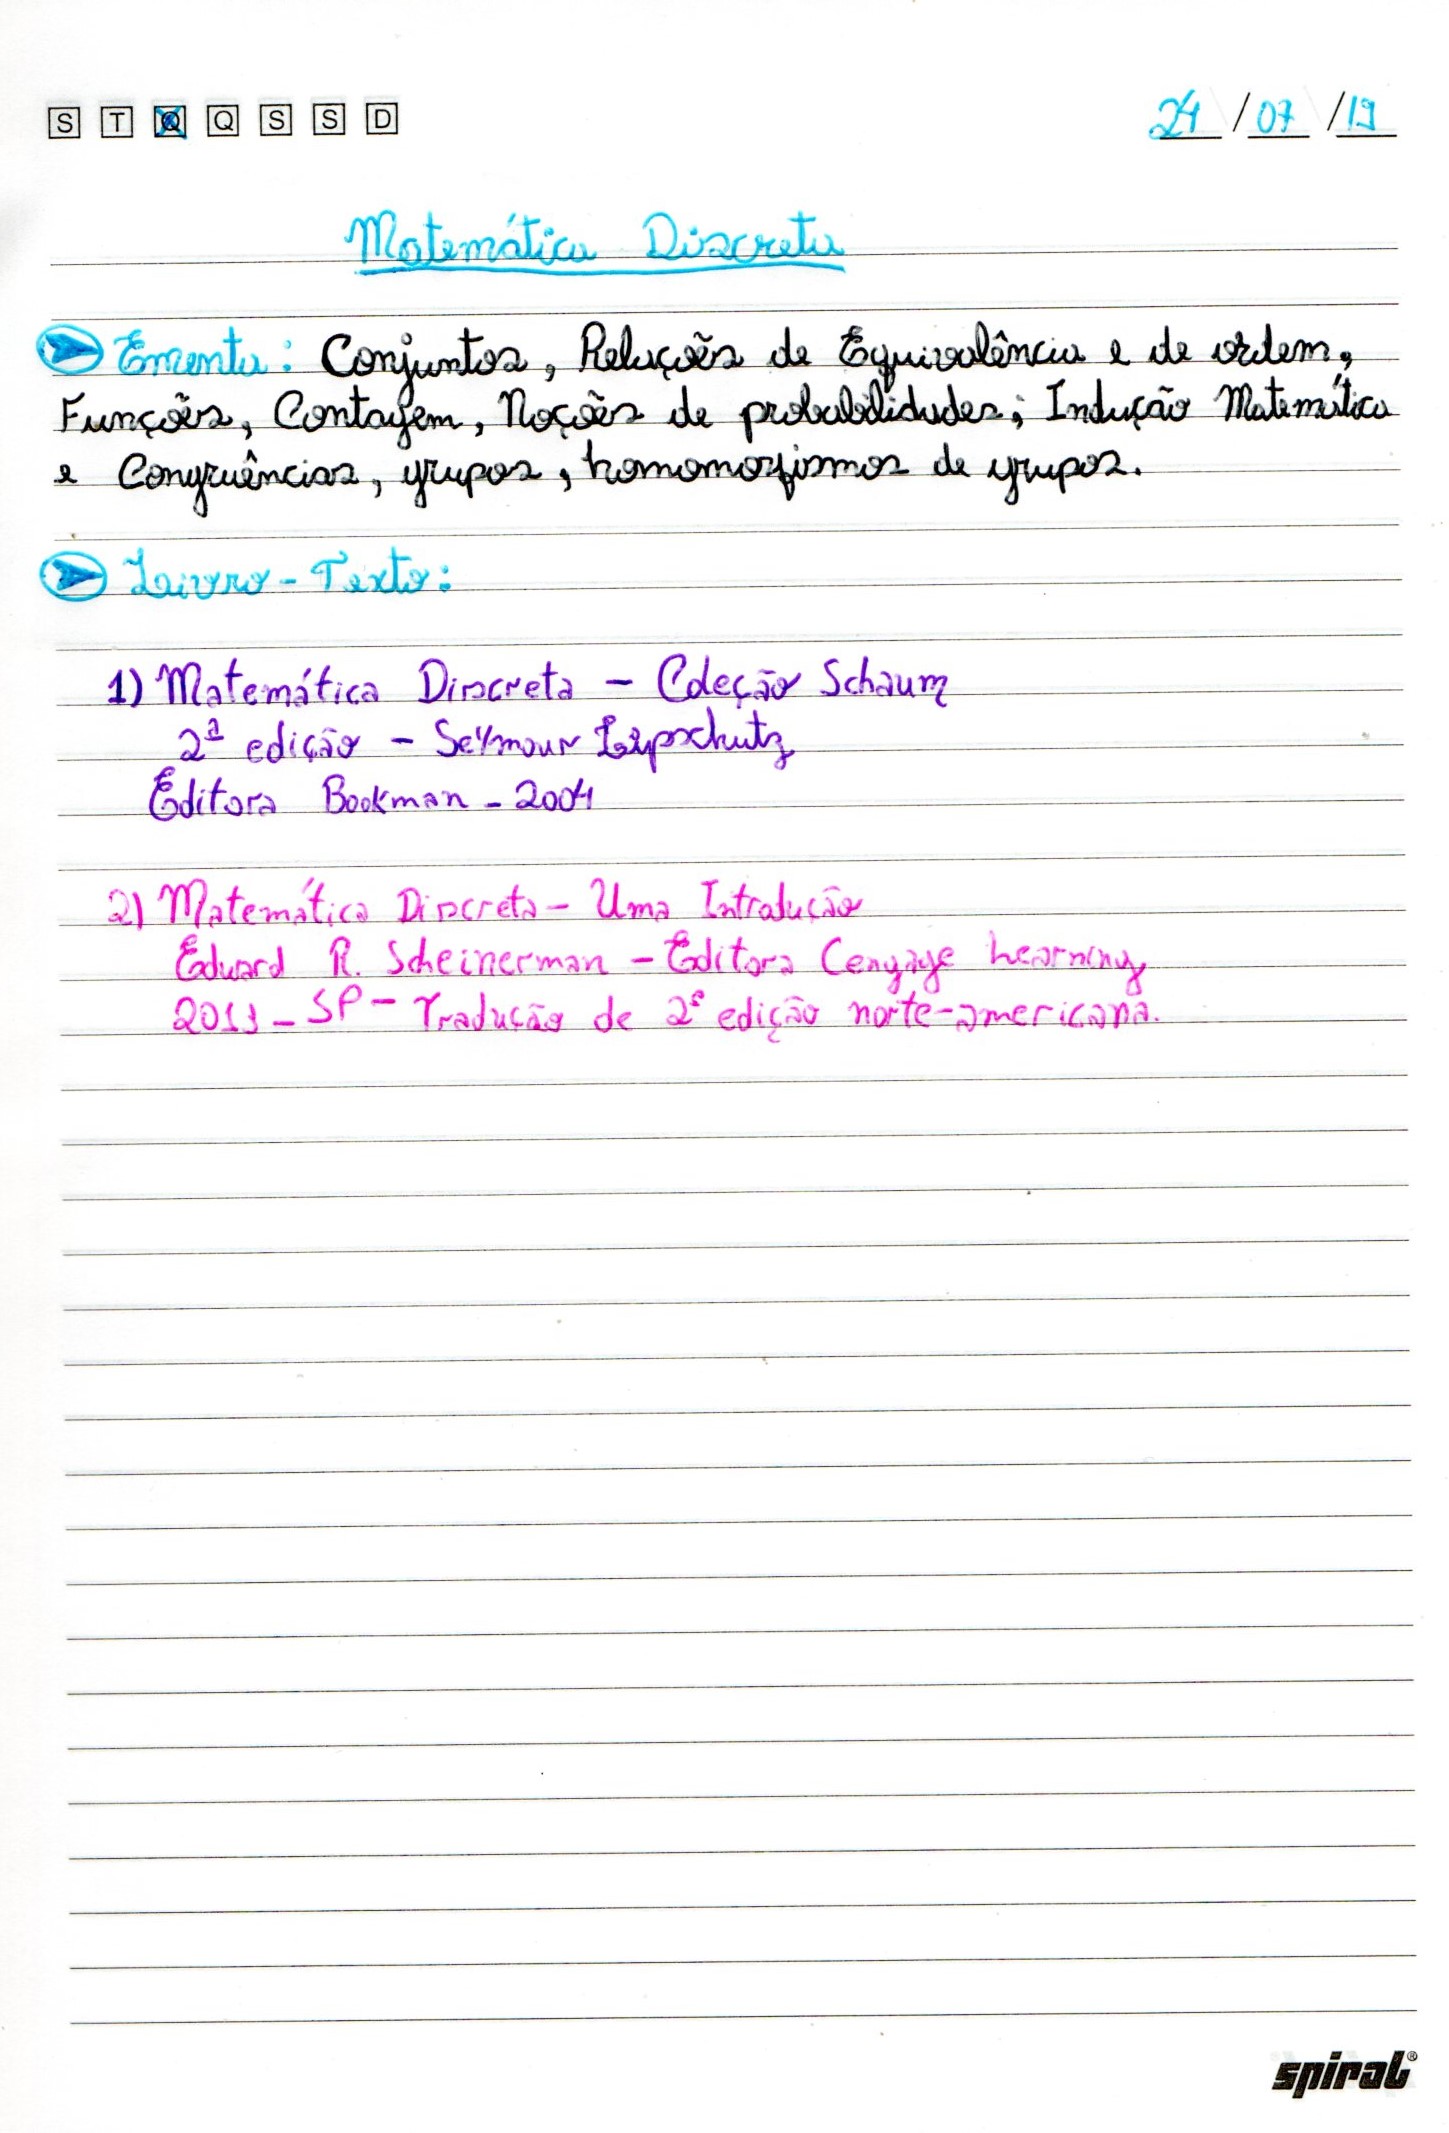 S T Q Q S S D 24/07/19
Matemática Discreta
Ementa: Conjuntos, Relações de Equivalência e de ordem,
Funções, Contagem, Noções de probabilidades; Indução Matemática
e Congruências, grupos, homomorfismos de grupos.
Livro-Texto:
1) Matemática Discreta - Coleção Schaum
2ª edição - Seymour Lipschutz
Editora Bookman - 2004
2) Matemática Discreta - Uma Introdução
Eduard R. Scheinerman - Editora Cengage Learning
2011 - SP - Tradução de 2ª edição norte-americana.
spiral®